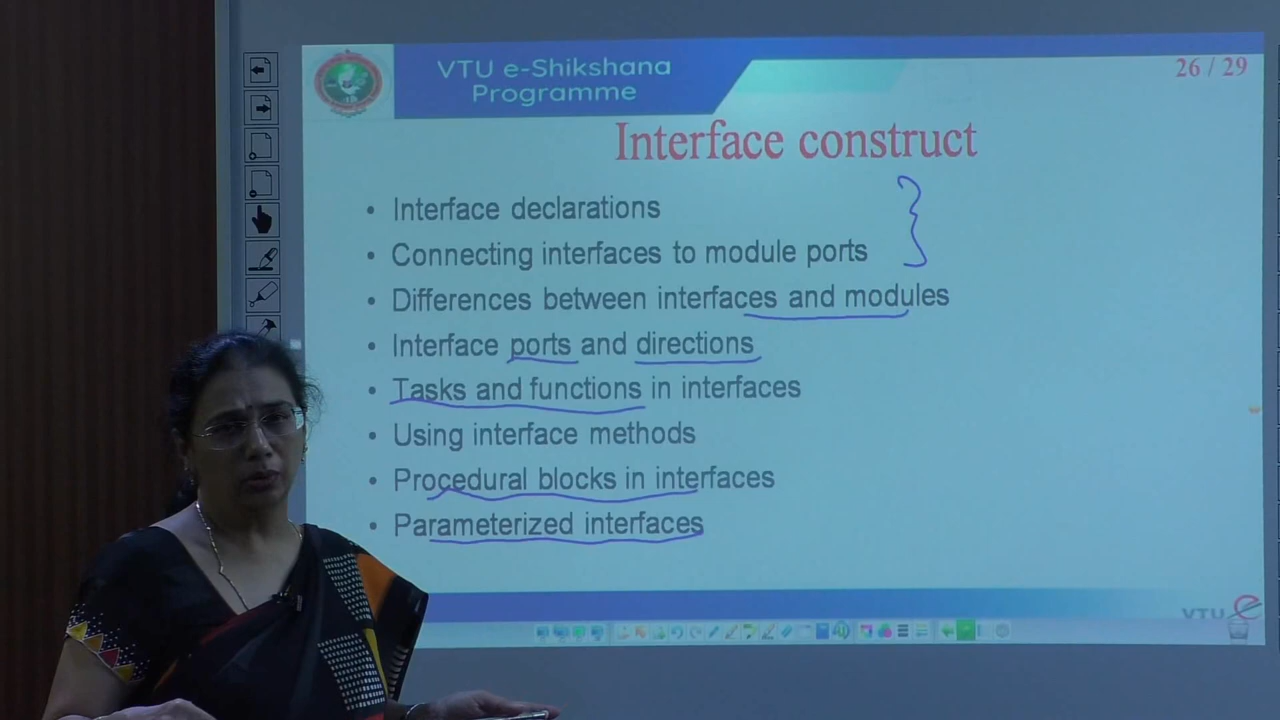 VTU e-Shikshana
Programme
26 / 29
Interface construct
• Interface declarations
• Connecting interfaces to module ports
• Differences between interfaces and modules
• Interface ports and directions
• Tasks and functions in interfaces
• Using interface methods
• Procedural blocks in interfaces
• Parameterized interfaces
VTU e